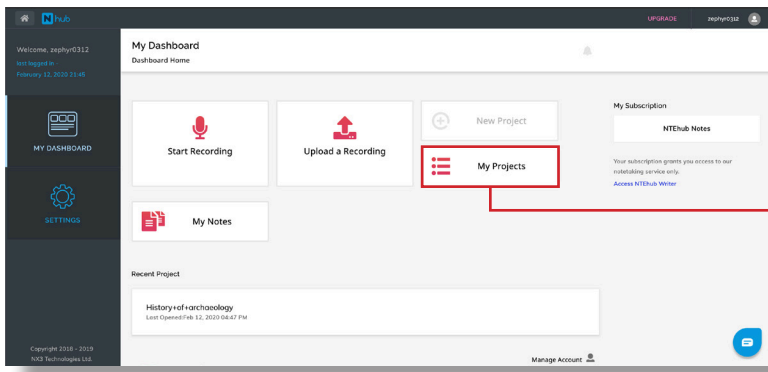 N hub
UPGRADE
zephyr0312
Welcome, zephyr0312
last logged in -
February 12, 2020 21:45
MY DASHBOARD
SETTINGS
Copyright 2018 - 2019
NX3 Technologies Ltd.
My Dashboard
Dashboard Home
Start Recording
Upload a Recording
New Project
My Projects
My Notes
My Subscription
NTEhub Notes
Your subscription grants you access to our
notetaking service only.
Access NTEhub Writer
Recent Project
History+of+archaeology
Last Opened:Feb 12, 2020 04:47 PM
Manage Account